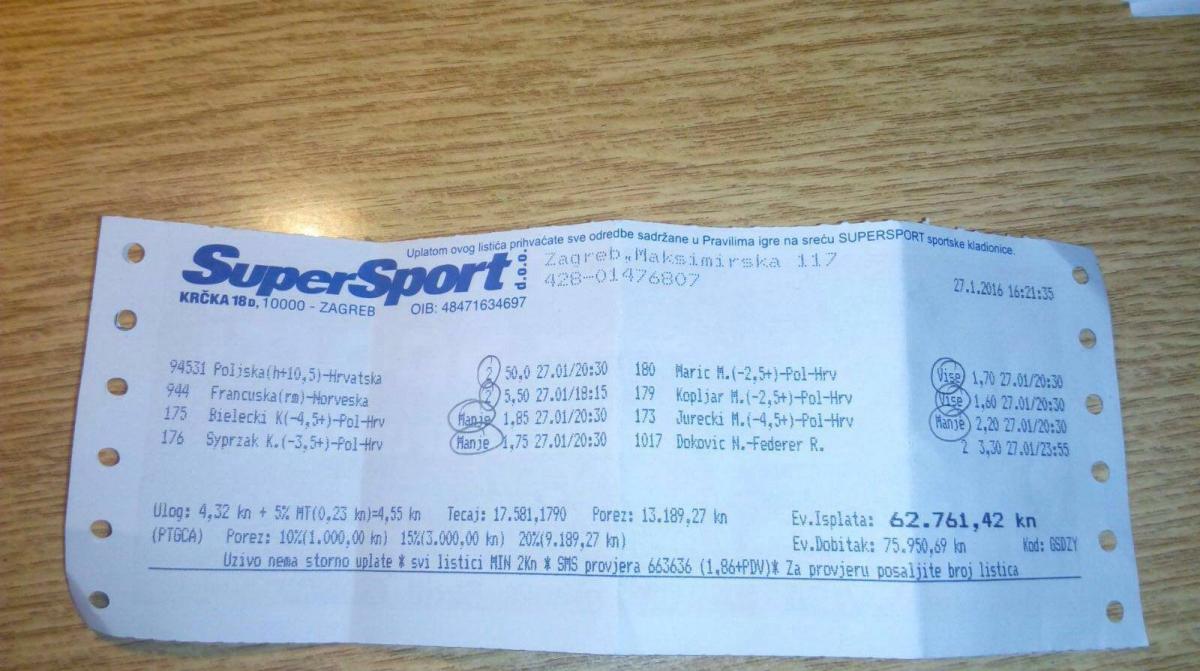 Uplatom ovog listića prihvaćate sve odredbe sadržane u Pravilima igre na sreću SUPERSPORT sportske kladionice.
SuperSport d.o.o.
Zagreb,Maksimirska 117
428-01476807
27.1.2016 16:21:35
KRČKA 18D, 10000 - ZAGREB OIB: 48471634697
94531 Poljska(h+10,5)-Hrvatska 2 50,0 27.01/20:30
944 Francuska(rm)-Norveska 2 5,50 27.01/18:15
175 Bielecki K(-4,5+)-Pol-Hrv Manje 1,85 27.01/20:30
176 Syprzak K.(-3,5+)-Pol-Hrv Manje 1,75 27.01/20:30
180 Maric M.(-2,5+)-Pol-Hrv Vise 1,70 27.01/20:30
179 Kopljar M.(-2,5+)-Pol-Hrv Vise 1,60 27.01/20:30
173 Jurecki M.(-4,5+)-Pol-Hrv Manje 2,20 27.01/20:30
1017 Dokovic N.-Federer R. 2 3,30 27.01/23:55
Ulog: 4,32 kn + 5% MT(0,23 kn)=4,55 kn Tecaj: 17.581,1790 Porez: 13.189,27 kn Ev.Isplata: 62.761,42 kn
(PTGCA) Porez: 10%(1.000,00 kn) 15%(3.000,00 kn) 20%(9.189,27 kn) Ev.Dobitak: 75.950,69 kn Kod: GSDZY
Uzivo nema storno uplate * svi listici MIN 2Kn * SMS provjera 663636 (1,86+PDV)* Za provjeru posaljite broj listica